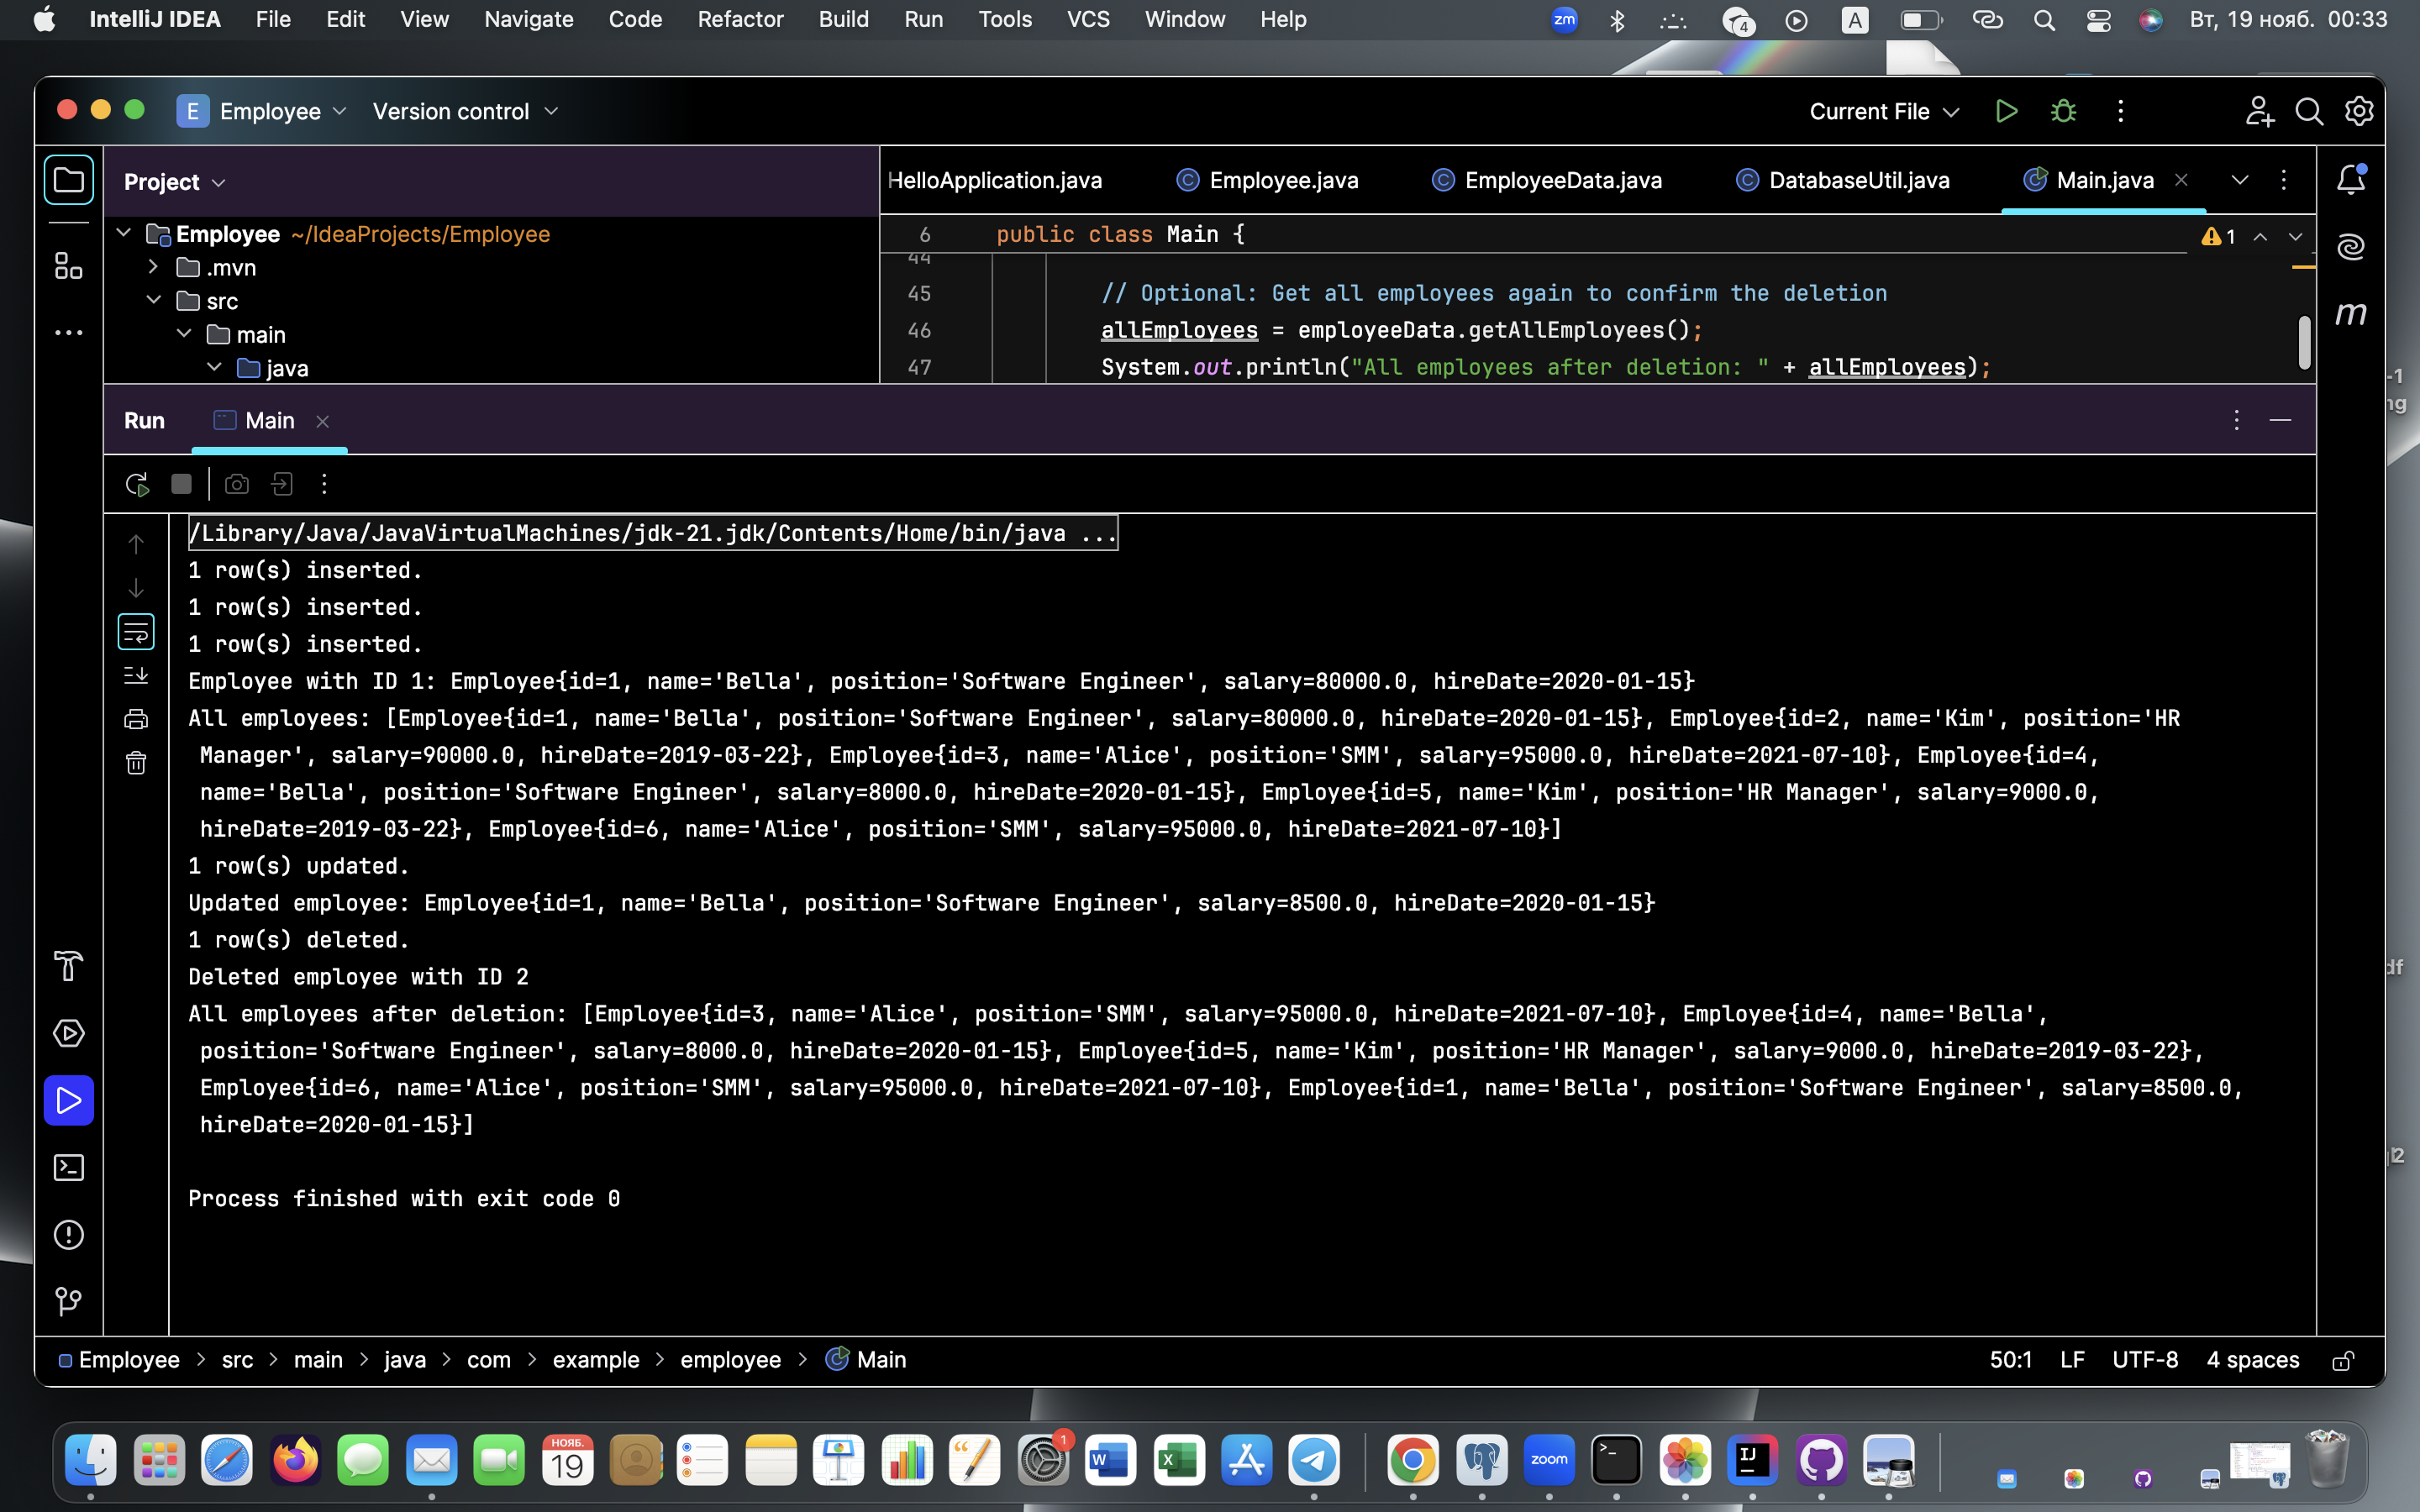 IntelliJ IDEA File Edit View Navigate Code Refactor Build Run Tools VCS Window Help zm 4 A Вт, 19 нояб. 00:33
E Employee Version control Current File
Project
HelloApplication.java Employee.java EmployeeData.java DatabaseUtil.java Main.java
Employee ~/IdeaProjects/Employee
.mvn
src
main
java
6 public class Main { 1
44
45 // Optional: Get all employees again to confirm the deletion
46 allEmployees = employeeData.getAllEmployees();
47 System.out.println("All employees after deletion: " + allEmployees);
m
Run Main
/Library/Java/JavaVirtualMachines/jdk-21.jdk/Contents/Home/bin/java ...
1 row(s) inserted.
1 row(s) inserted.
1 row(s) inserted.
Employee with ID 1: Employee{id=1, name='Bella', position='Software Engineer', salary=80000.0, hireDate=2020-01-15}
All employees: [Employee{id=1, name='Bella', position='Software Engineer', salary=80000.0, hireDate=2020-01-15}, Employee{id=2, name='Kim', position='HR
Manager', salary=90000.0, hireDate=2019-03-22}, Employee{id=3, name='Alice', position='SMM', salary=95000.0, hireDate=2021-07-10}, Employee{id=4,
name='Bella', position='Software Engineer', salary=8000.0, hireDate=2020-01-15}, Employee{id=5, name='Kim', position='HR Manager', salary=9000.0,
hireDate=2019-03-22}, Employee{id=6, name='Alice', position='SMM', salary=95000.0, hireDate=2021-07-10}]
1 row(s) updated.
Updated employee: Employee{id=1, name='Bella', position='Software Engineer', salary=8500.0, hireDate=2020-01-15}
1 row(s) deleted.
Deleted employee with ID 2
All employees after deletion: [Employee{id=3, name='Alice', position='SMM', salary=95000.0, hireDate=2021-07-10}, Employee{id=4, name='Bella',
position='Software Engineer', salary=8000.0, hireDate=2020-01-15}, Employee{id=5, name='Kim', position='HR Manager', salary=9000.0, hireDate=2019-03-22},
Employee{id=6, name='Alice', position='SMM', salary=95000.0, hireDate=2021-07-10}, Employee{id=1, name='Bella', position='Software Engineer', salary=8500.0,
hireDate=2020-01-15}]
Process finished with exit code 0
Employee > src > main > java > com > example > employee > Main 50:1 LF UTF-8 4 spaces
НОЯБ.
19
1
W
X
zoom
>_
IJ